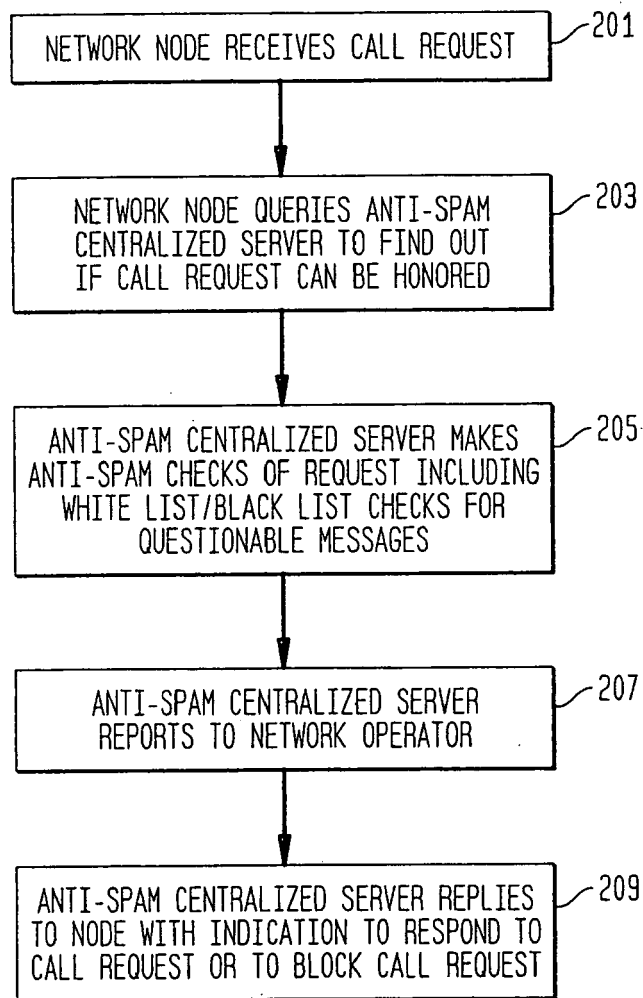 NETWORK NODE RECEIVES CALL REQUEST
201
NETWORK NODE QUERIES ANTI-SPAM
CENTRALIZED SERVER TO FIND OUT
IF CALL REQUEST CAN BE HONORED
203
ANTI-SPAM CENTRALIZED SERVER MAKES
ANTI-SPAM CHECKS OF REQUEST INCLUDING
WHITE LIST/BLACK LIST CHECKS FOR
QUESTIONABLE MESSAGES
205
ANTI-SPAM CENTRALIZED SERVER
REPORTS TO NETWORK OPERATOR
207
ANTI-SPAM CENTRALIZED SERVER REPLIES
TO NODE WITH INDICATION TO RESPOND TO
CALL REQUEST OR TO BLOCK CALL REQUEST
209